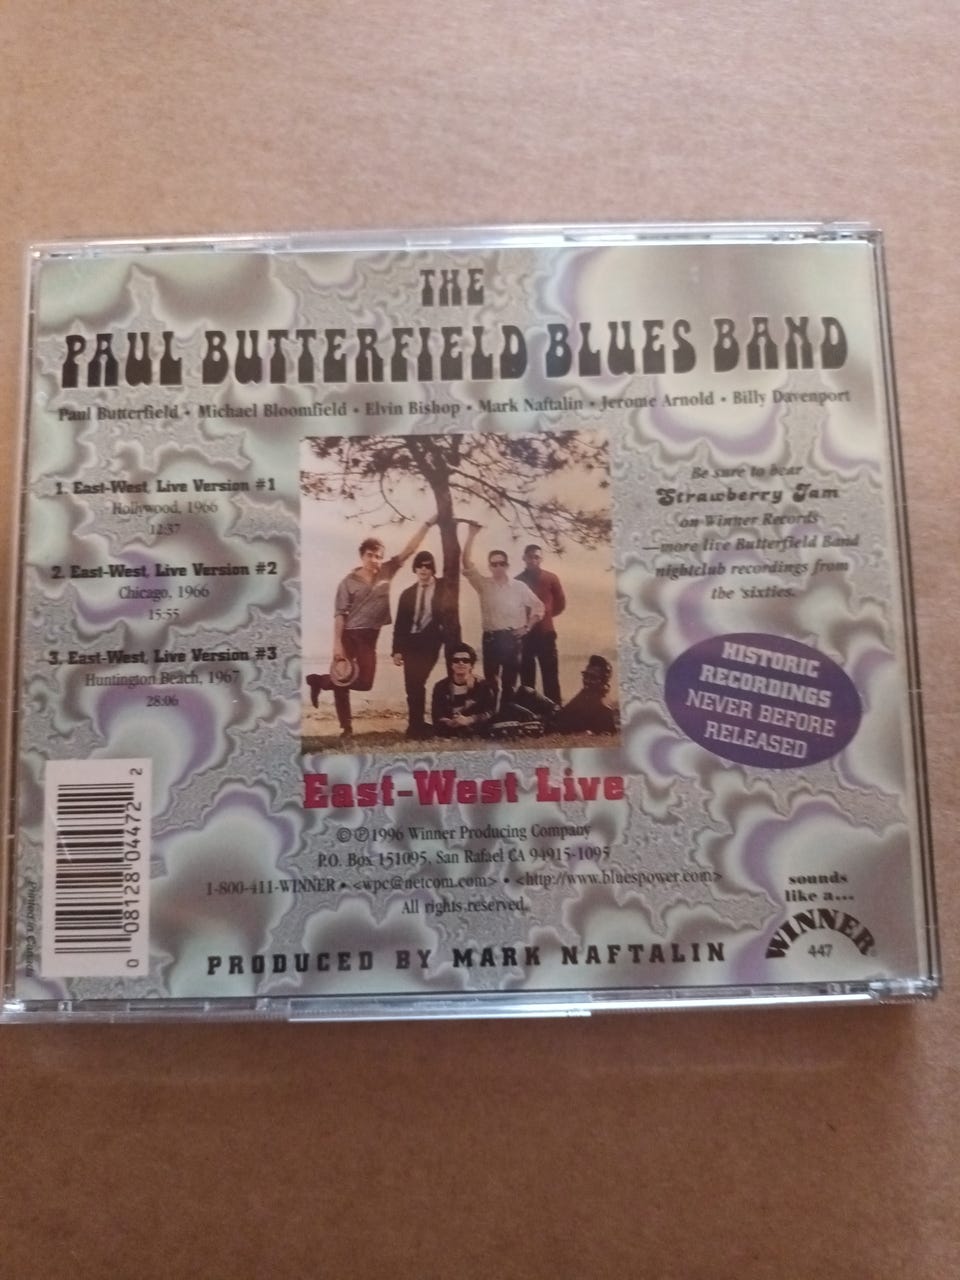 THE
PAUL BUTTERFIELD BLUES BAND
Paul Butterfield • Michael Bloomfield • Elvin Bishop • Mark Naftalin • Jerome Arnold • Billy Davenport
1. East-West, Live Version #1
Hollywood, 1966
12:37
2. East-West, Live Version #2
Chicago, 1966
15:55
3. East-West, Live Version #3
Huntington Beach, 1967
28:06
Be sure to hear
Strawberry Jam
on Winner Records
—more live Butterfield Band
nightclub recordings from
the 'sixties.
HISTORIC
RECORDINGS
NEVER BEFORE
RELEASED
East-West Live
©℗1996 Winner Producing Company
P.O. Box 151095, San Rafael CA 94915-1095
1-800-411-WINNER • <wpc@netcom.com> • <http://www.bluespower.com>
All rights reserved.
PRODUCED BY MARK NAFTALIN
sounds
like a...
WINNER®
447
0 08128 04472 2
Printed in Canada